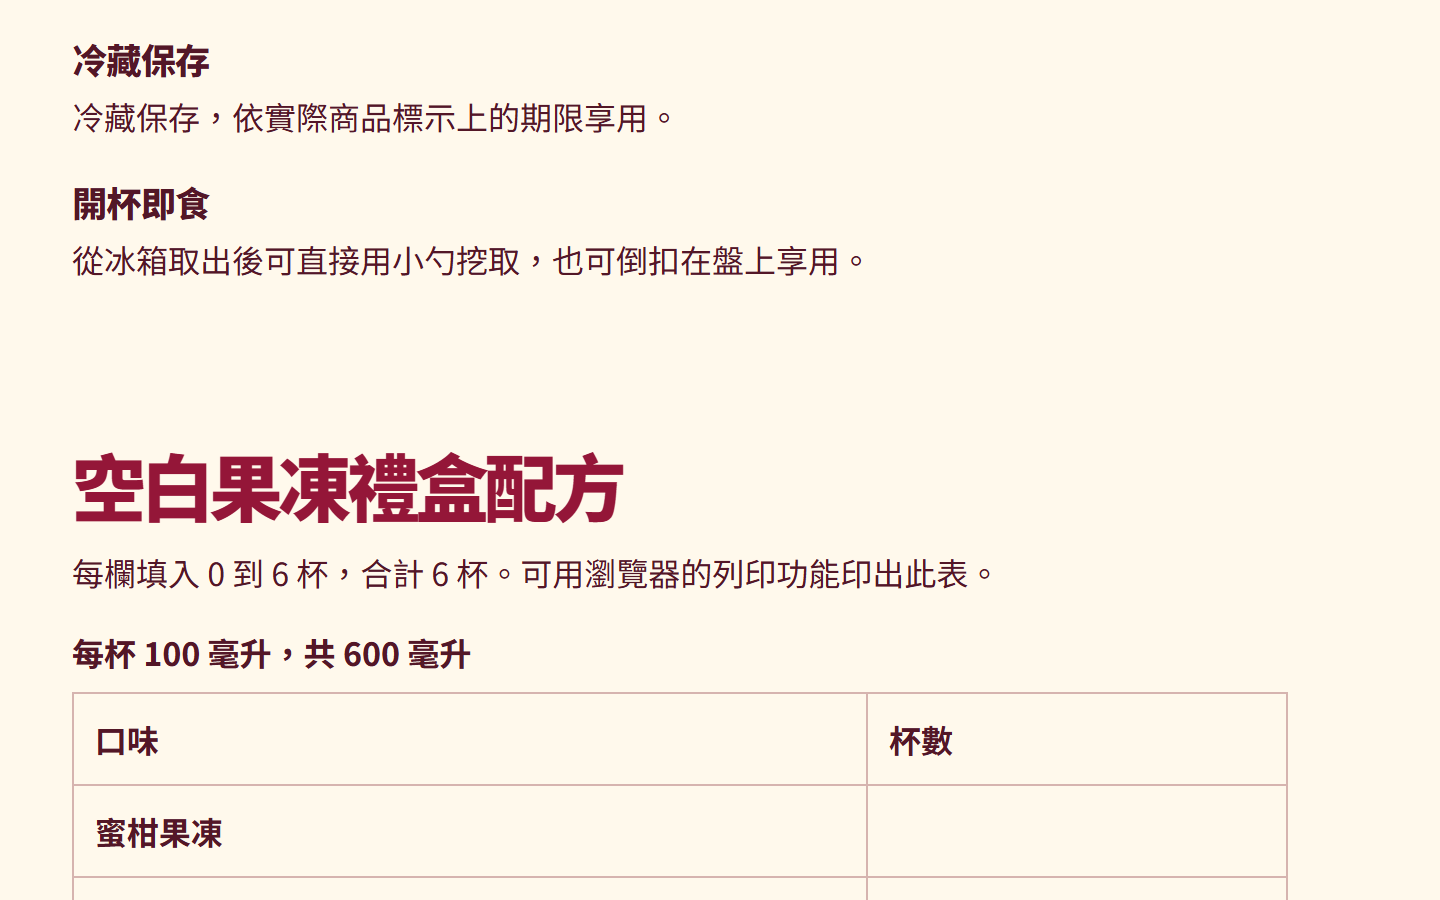 冷藏保存
冷藏保存，依實際商品標示上的期限享用。
開杯即食
從冰箱取出後可直接用小勺挖取，也可倒扣在盤上享用。
空白果凍禮盒配方
每欄填入 0 到 6 杯，合計 6 杯。可用瀏覽器的列印功能印出此表。
每杯 100 毫升，共 600 毫升
口味
杯數
蜜柑果凍